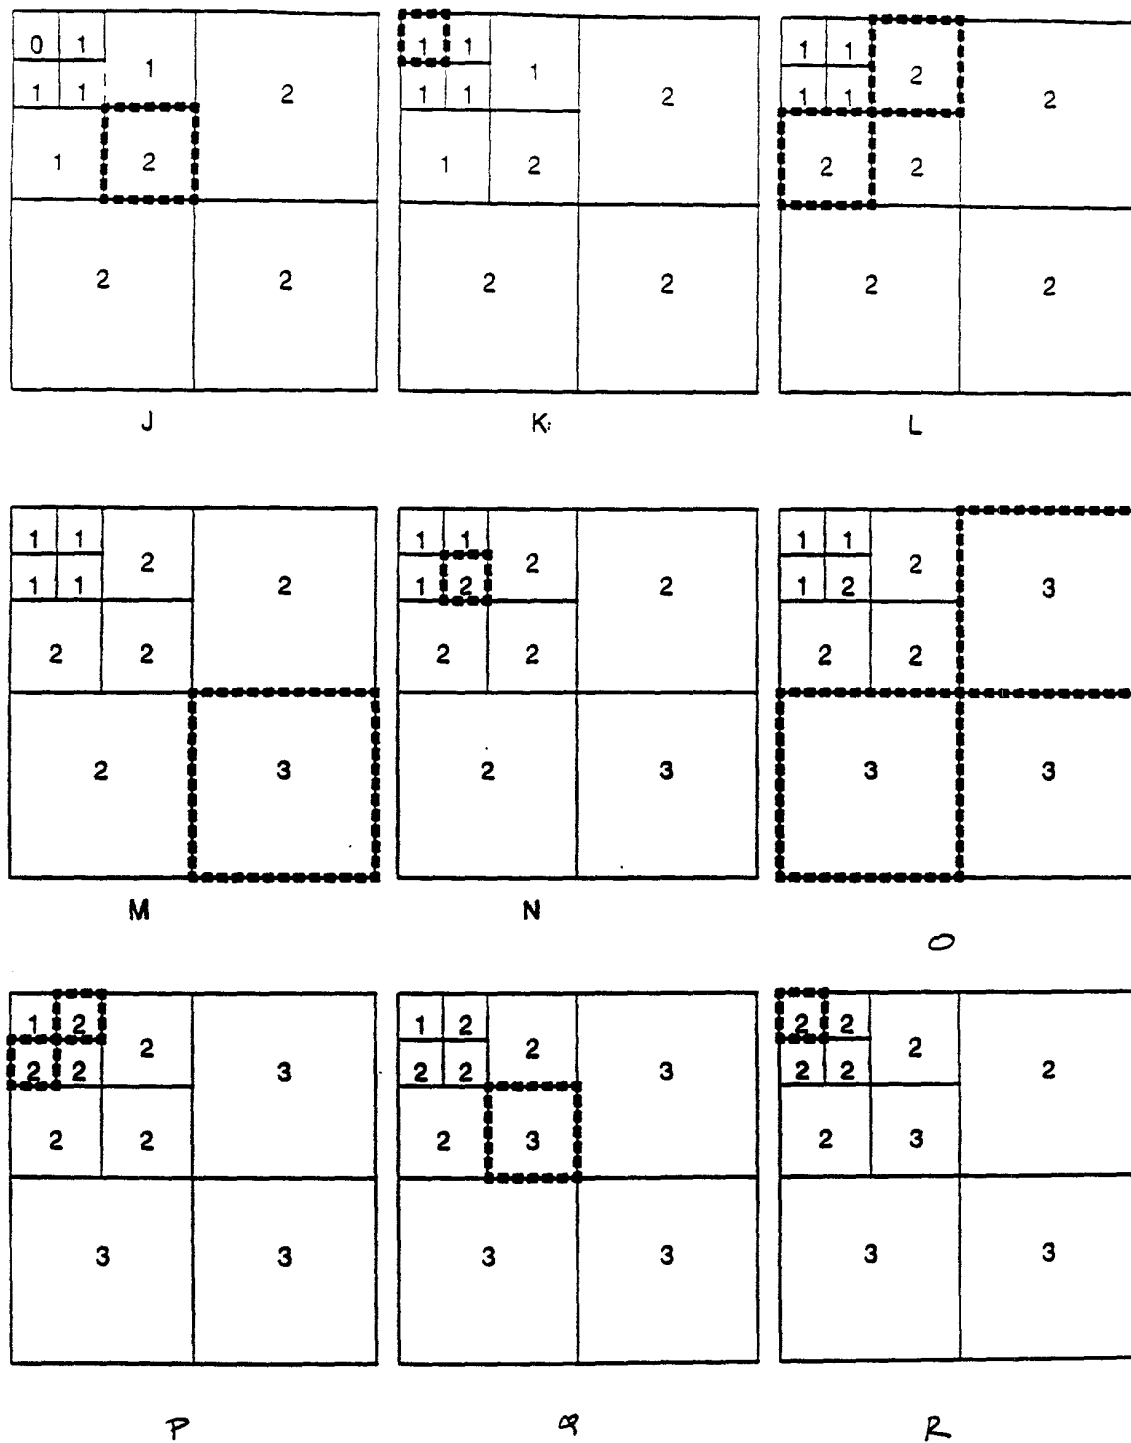 0 1 1 2 1 1 1 1 2
1 1 1 2 1 1 2 2
1 2 1 2 2 2
2 2 2 2 2 2
J K: L
1 1 2 2 1 1 2 2 1 1 2 3
1 1 1 2 1 2
2 2 2 2 2 2
2 3 2 3 3 3
M N
O
1 2 2 3 1 2 2 3 2 2 2 2
2 2 2 2 2 2
2 2 2 3 2 3
3 3 3 3 3 3
P Q R